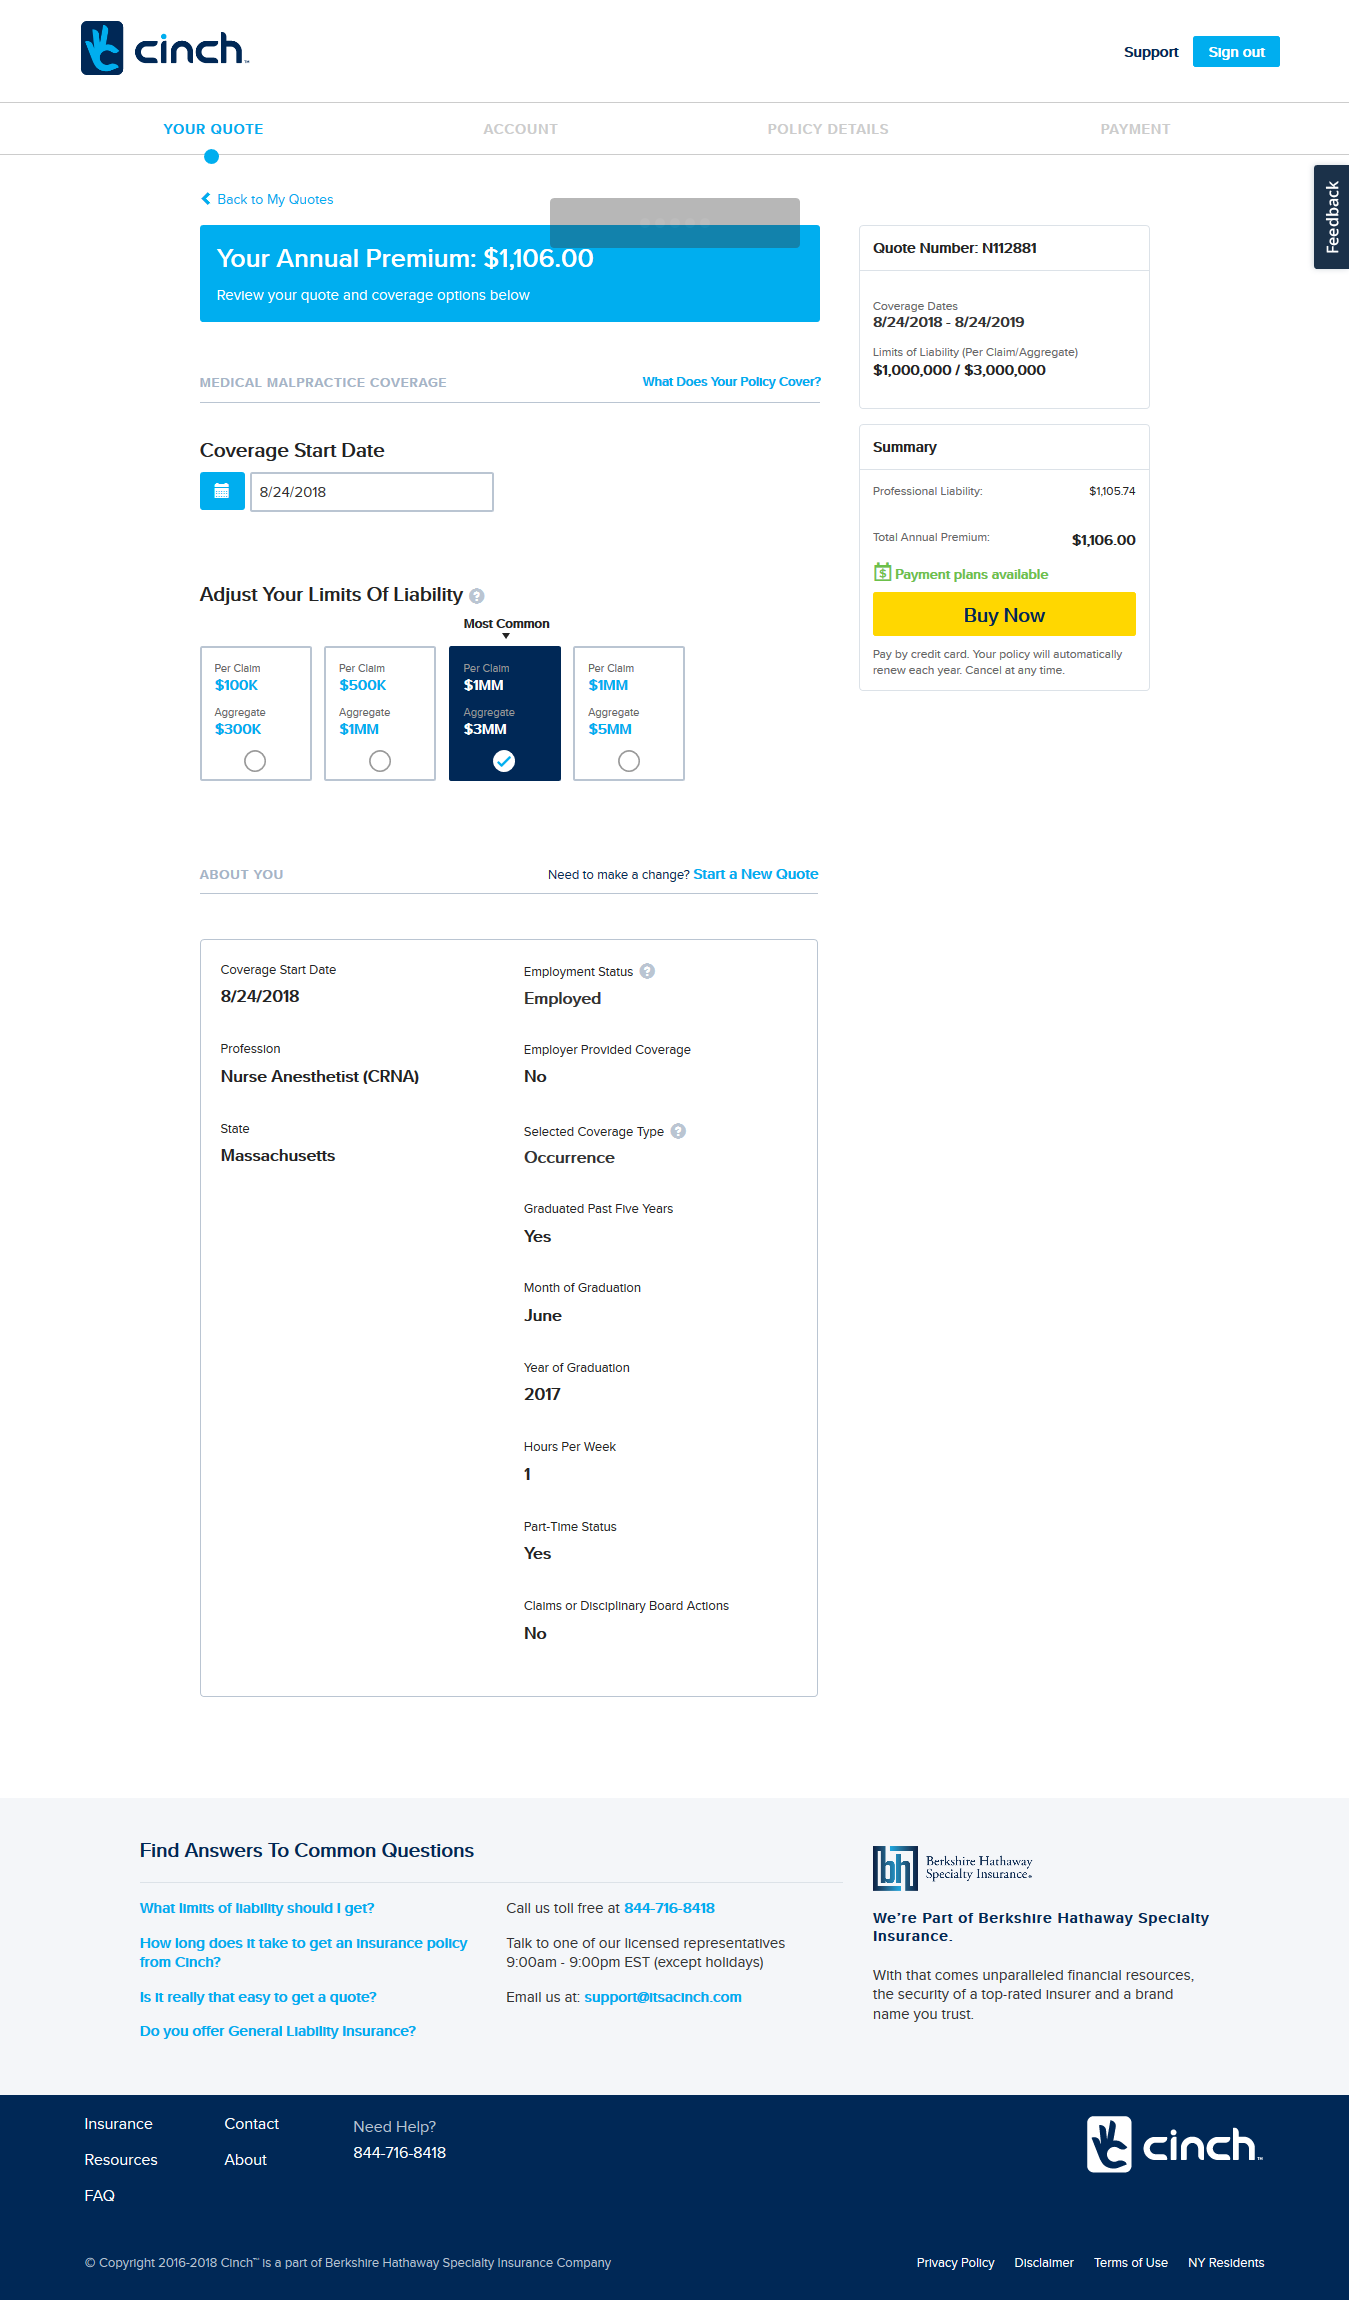 cinch™
Support
Sign out
YOUR QUOTE
ACCOUNT
POLICY DETAILS
PAYMENT
Feedback
Back to My Quotes
Your Annual Premium: $1,106.00
Review your quote and coverage options below
MEDICAL MALPRACTICE COVERAGE
What Does Your Policy Cover?
Coverage Start Date
8/24/2018
Adjust Your Limits Of Liability ?
Most Common
Per Claim
$100K
Aggregate
$300K
Per Claim
$500K
Aggregate
$1MM
Per Claim
$1MM
Aggregate
$3MM
Per Claim
$1MM
Aggregate
$5MM
Quote Number: N112881
Coverage Dates
8/24/2018 - 8/24/2019
Limits of Liability (Per Claim/Aggregate)
$1,000,000 / $3,000,000
Summary
Professional Liability: $1,105.74
Total Annual Premium: $1,106.00
$ Payment plans available
Buy Now
Pay by credit card. Your policy will automatically
renew each year. Cancel at any time.
ABOUT YOU
Need to make a change? Start a New Quote
Coverage Start Date
8/24/2018
Profession
Nurse Anesthetist (CRNA)
State
Massachusetts
Employment Status ?
Employed
Employer Provided Coverage
No
Selected Coverage Type ?
Occurrence
Graduated Past Five Years
Yes
Month of Graduation
June
Year of Graduation
2017
Hours Per Week
1
Part-Time Status
Yes
Claims or Disciplinary Board Actions
No
Find Answers To Common Questions
What limits of liability should I get?
How long does it take to get an insurance policy
from Cinch?
Is it really that easy to get a quote?
Do you offer General Liability Insurance?
Call us toll free at 844-716-8418
Talk to one of our licensed representatives
9:00am - 9:00pm EST (except holidays)
Email us at: support@itsacinch.com
bh Berkshire Hathaway
Specialty Insurance®
We're Part of Berkshire Hathaway Specialty
Insurance.
With that comes unparalleled financial resources,
the security of a top-rated insurer and a brand
name you trust.
Insurance
Resources
FAQ
Contact
About
Need Help?
844-716-8418
cinch™
© Copyright 2016-2018 Cinch™ is a part of Berkshire Hathaway Specialty Insurance Company
Privacy Policy
Disclaimer
Terms of Use
NY Residents